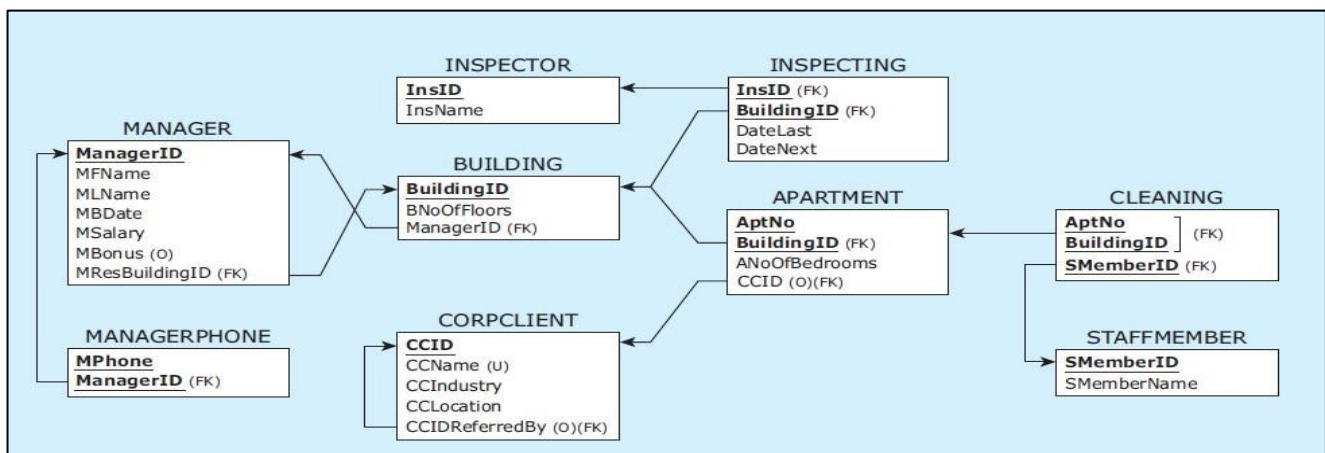 INSPECTOR
InsID
InsName
INSPECTING
InsID (FK)
BuildingID (FK)
DateLast
DateNext
MANAGER
ManagerID
MFName
MLName
MBDate
MSalary
MBonus (O)
MResBuildingID (FK)
BUILDING
BuildingID
BNoOfFloors
ManagerID (FK)
APARTMENT
AptNo
BuildingID (FK)
ANoOfBedrooms
CCID (O)(FK)
CLEANING
AptNo
BuildingID
(FK)
SMemberID (FK)
MANAGERPHONE
MPhone
ManagerID (FK)
CORPCLIENT
CCID
CCName (U)
CCIndustry
CCLocation
CCIDReferredBy (O)(FK)
STAFFMEMBER
SMemberID
SMemberName